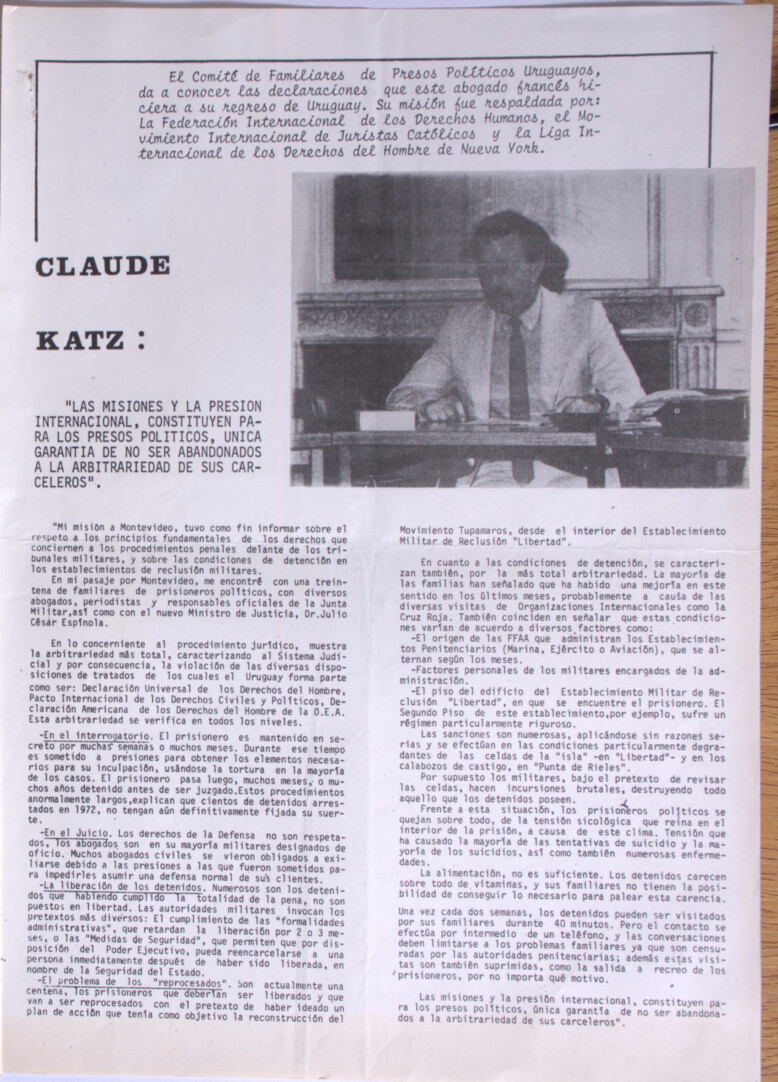 El Comité de Familiares de Presos Políticos Uruguayos,
da a conocer las declaraciones que este abogado francés hi-
ciera a su regreso de Uruguay. Su misión fue respaldada por:
La Federación Internacional de los Derechos Humanos, el Mo-
vimiento Internacional de Juristas Católicos y la Liga In-
ternacional de los Derechos del Hombre de Nueva York.
CLAUDE
KATZ :
"LAS MISIONES Y LA PRESION
INTERNACIONAL, CONSTITUYEN PA-
RA LOS PRESOS POLITICOS, UNICA
GARANTIA DE NO SER ABANDONADOS
A LA ARBITRARIEDAD DE SUS CAR-
CELEROS".
"Mi misión a Montevideo, tuvo como fin informar sobre el
respeto a los principios fundamentales de los derechos que
conciernen a los procedimientos penales delante de los tri-
bunales militares, y sobre las condiciones de detención en
los establecimientos de reclusión militares.
En mi pasaje por Montevideo, me encontré con una trein-
tena de familiares de prisioneros políticos, con diversos
abogados, periodistas y responsables oficiales de la Junta
Militar,así como con el nuevo Ministro de Justicia, Dr.Julio
César Espínola.
En lo concerniente al procedimiento jurídico, muestra
la arbitrariedad más total, caracterizando al Sistema Judi-
cial y por consecuencia, la violación de las diversas dispo-
siciones de tratados de los cuales el Uruguay forma parte
como ser: Declaración Universal de los Derechos del Hombre,
Pacto Internacional de los Derechos Civiles y Políticos, De-
claración Americana de los Derechos del Hombre de la O.E.A.
Esta arbitrariedad se verifica en todos los niveles.
-En el interrogatorio. El prisionero es mantenido en se-
creto por muchas semanas o muchos meses. Durante ese tiempo
es sometido a presiones para obtener los elementos necesa-
rios para su inculpación, usándose la tortura en la mayoría
de los casos. El prisionero pasa luego, muchos meses, o mu-
chos años detenido antes de ser juzgado.Estos procedimientos
anormalmente largos,explican que cientos de detenidos arres-
tados en 1972, no tengan aún definitivamente fijada su suer-
te.
-En el Juicio. Los derechos de la Defensa no son respeta-
dos, los abogados son en su mayoría militares designados de
oficio. Muchos abogados civiles se vieron obligados a exi-
liarse debido a las presiones a las que fueron sometidos pa-
ra impedirles asumir una defensa normal de sus clientes.
-La liberación de los detenidos. Numerosos son los deteni-
dos que habiendo cumplido la totalidad de la pena, no son
puestos en libertad. Las autoridades militares invocan los
pretextos más diversos: El cumplimiento de las "formalidades
administrativas", que retardan la liberación por 2 o 3 me-
ses, o las "Medidas de Seguridad", que permiten que por dis-
posición del Poder Ejecutivo, pueda reencarcelarse a una
persona inmediatamente después de haber sido liberada, en
nombre de la Seguridad del Estado.
-El problema de los "reprocesados". Son actualmente una
centena, los prisioneros que deberían ser liberados y que
van a ser reprocesados con el pretexto de haber ideado un
plan de acción que tenía como objetivo la reconstrucción del
Movimiento Tupamaros, desde el interior del Establecimiento
Militar de Reclusión "Libertad".
En cuanto a las condiciones de detención, se caracteri-
zan también, por la más total arbitrariedad. La mayoría de
las familias han señalado que ha habido una mejoría en este
sentido en los últimos meses, probablemente a causa de las
diversas visitas de Organizaciones Internacionales como la
Cruz Roja. También coinciden en señalar que estas condicio-
nes varían de acuerdo a diversos factores como:
-El origen de las FFAA que administran los Establecimien-
tos Penitenciarios (Marina, Ejército o Aviación), que se al-
ternan según los meses.
-Factores personales de los militares encargados de la ad-
ministración.
-El piso del edificio del Establecimiento Militar de Re-
clusión "Libertad", en que se encuentre el prisionero. El
Segundo Piso de este establecimiento,por ejemplo, sufre un
régimen particularmente riguroso.
Las sanciones son numerosas, aplicándose sin razones se-
rias y se efectúan en las condiciones particularmente degra-
dantes de las celdas de la "isla" -en "Libertad"- y en los
calabozos de castigo, en "Punta de Rieles".
Por supuesto los militares, bajo el pretexto de revisar
las celdas, hacen incursiones brutales, destruyendo todo
aquello que los detenidos poseen.
Frente a esta situación, los prisioneros políticos se
quejan sobre todo, de la tensión sicológica que reina en el
interior de la prisión, a causa de este clima. Tensión que
ha causado la mayoría de las tentativas de suicidio y la ma-
yoría de los suicidios, así como también numerosas enferme-
dades.
La alimentación, no es suficiente. Los detenidos carecen
sobre todo de vitaminas, y sus familiares no tienen la posi-
bilidad de conseguir lo necesario para palear esta carencia.
Una vez cada dos semanas, los detenidos pueden ser visitados
por sus familiares durante 40 minutos. Pero el contacto se
efectúa por intermedio de un teléfono, y las conversaciones
deben limitarse a los problemas familiares ya que son censu-
radas por las autoridades penitenciarias; además estas visi-
tas son también suprimidas, como la salida a recreo de los
prisioneros, por no importa qué motivo.
Las misiones y la presión internacional, constituyen pa-
ra los presos políticos, única garantía de no ser abandona-
dos a la arbitrariedad de sus carceleros".